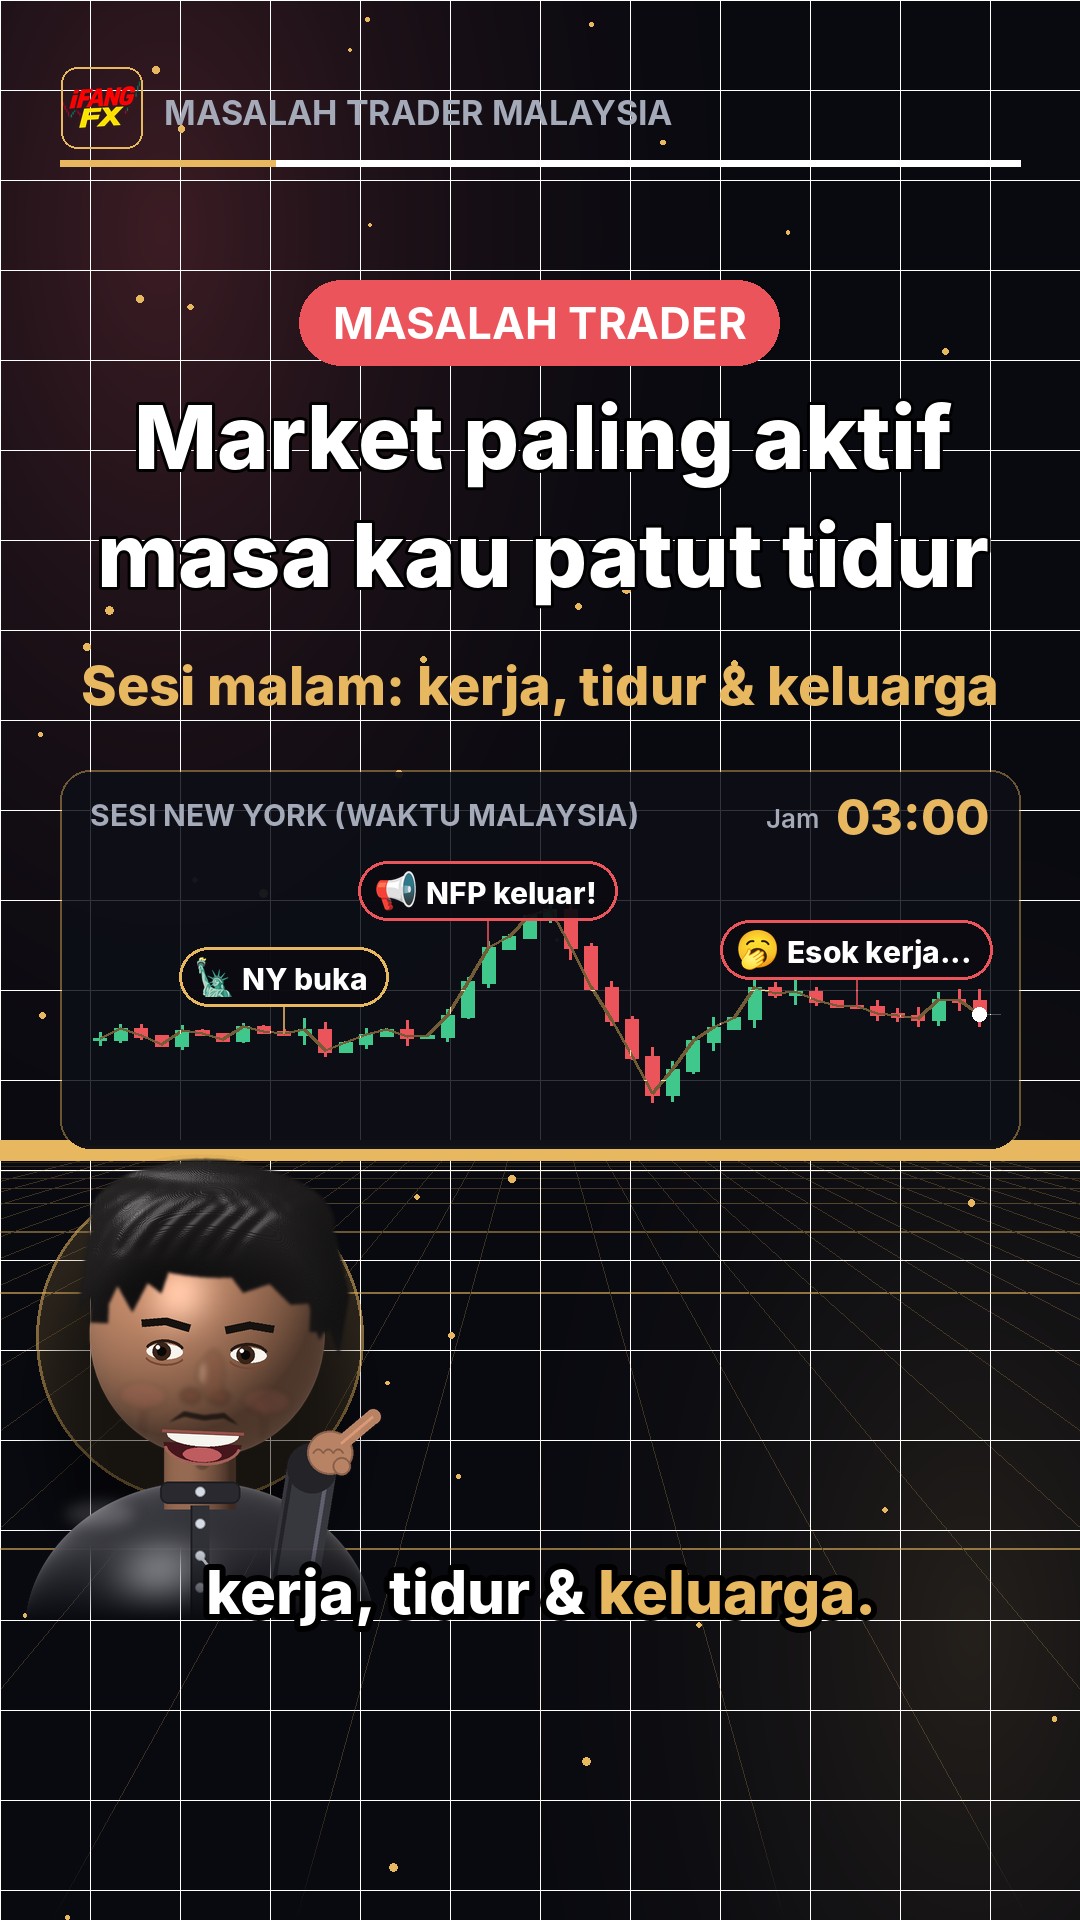 iFANG
FX
MASALAH TRADER MALAYSIA
MASALAH TRADER
Market paling aktif
masa kau patut tidur
Sesi malam: kerja, tidur & keluarga
SESI NEW YORK (WAKTU MALAYSIA)
Jam 03:00
NFP keluar!
Esok kerja...
NY buka
kerja, tidur & keluarga.